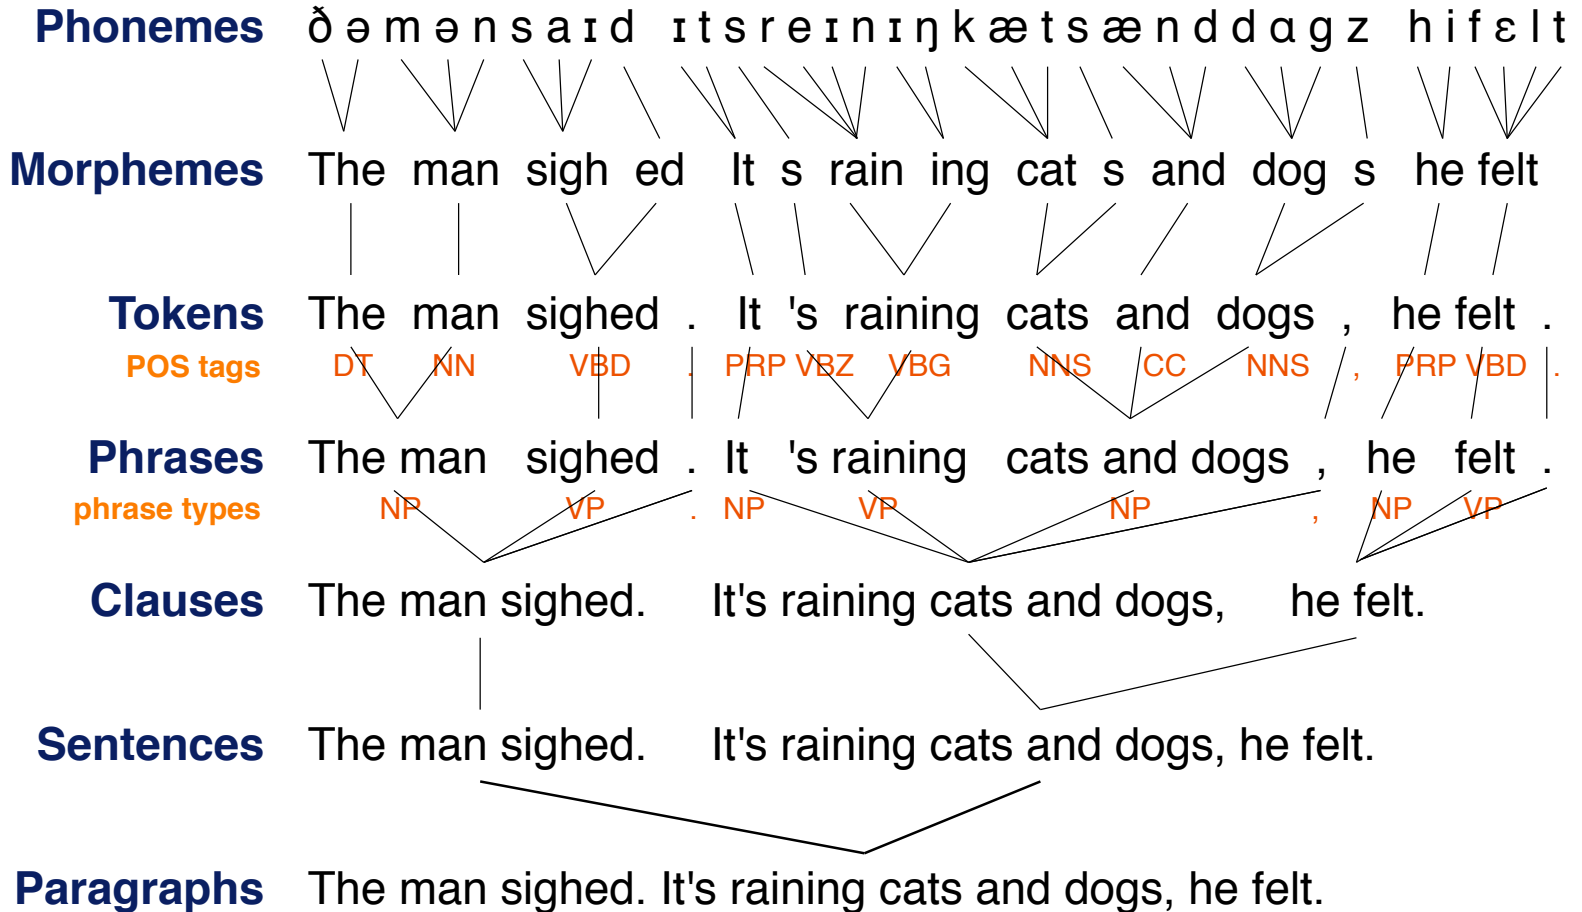 Phonemes ð ə m ə n s a ɪ d ɪ t s r e ɪ n ɪ ŋ k æ t s æ n d d ɑ g z h i f ɛ l t
Morphemes The man sigh ed It s rain ing cat s and dog s he felt
Tokens The man sighed . It 's raining cats and dogs , he felt .
POS tags DT NN VBD . PRP VBZ VBG NNS CC NNS , PRP VBD .
Phrases The man sighed . It 's raining cats and dogs , he felt .
phrase types NP VP . NP VP NP , NP VP
Clauses The man sighed. It's raining cats and dogs, he felt.
Sentences The man sighed. It's raining cats and dogs, he felt.
Paragraphs The man sighed. It's raining cats and dogs, he felt.